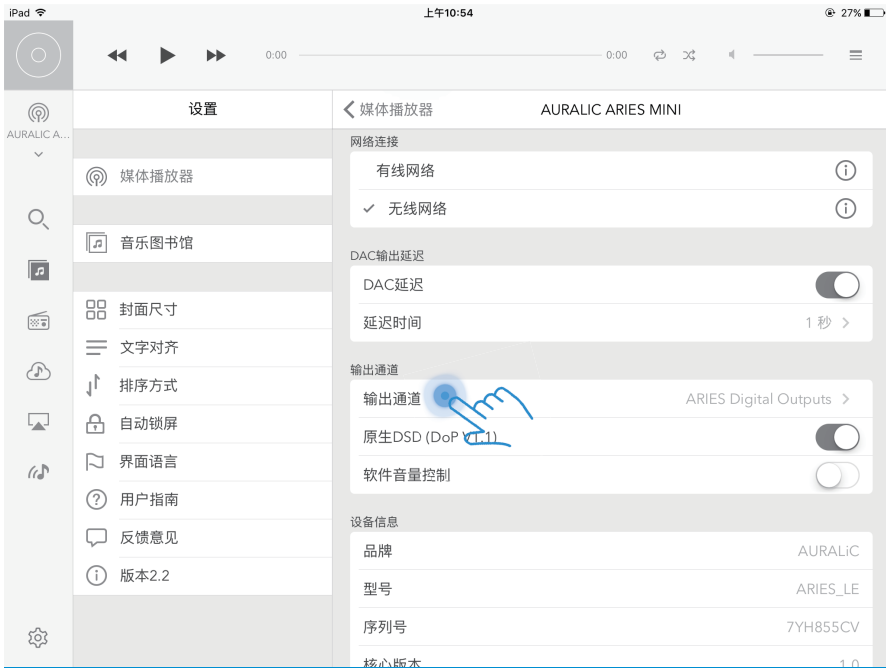 iPad 上午10:54 27%
0:00 0:00
设置
媒体播放器 AURALIC ARIES MINI
AURALIC A...
网络连接
有线网络
媒体播放器
无线网络
音乐图书馆
DAC输出延迟
DAC延迟
封面尺寸
延迟时间 1 秒
文字对齐
输出通道
排序方式
输出通道 ARIES Digital Outputs
自动锁屏
原生DSD (DoP V1.1)
界面语言
软件音量控制
用户指南
设备信息
反馈意见
品牌 AURALiC
版本2.2
型号 ARIES_LE
序列号 7YH855CV
核心版本 1.0